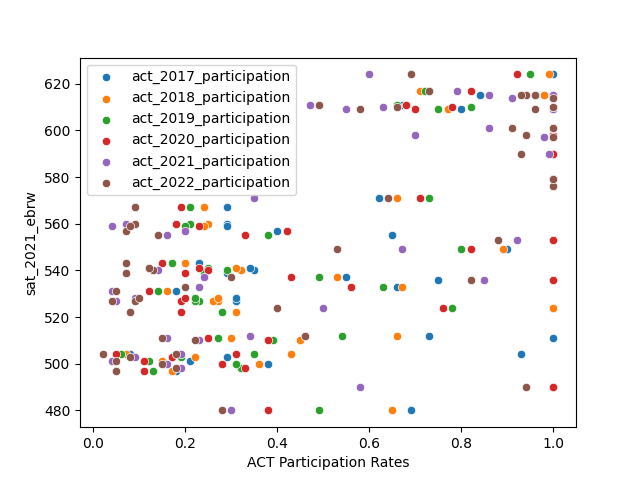 act_2017_participation
act_2018_participation
act_2019_participation
act_2020_participation
act_2021_participation
act_2022_participation
620
600
580
560
540
520
500
480
sat_2021_ebrw
0.0 0.2 0.4 0.6 0.8 1.0
ACT Participation Rates